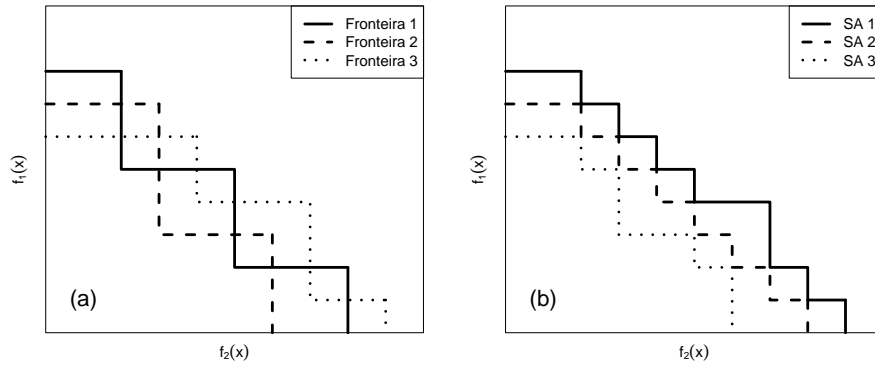 Fronteira 1
Fronteira 2
Fronteira 3
f₁(x)
(a)
f₂(x)
SA 1
SA 2
SA 3
f₁(x)
(b)
f₂(x)